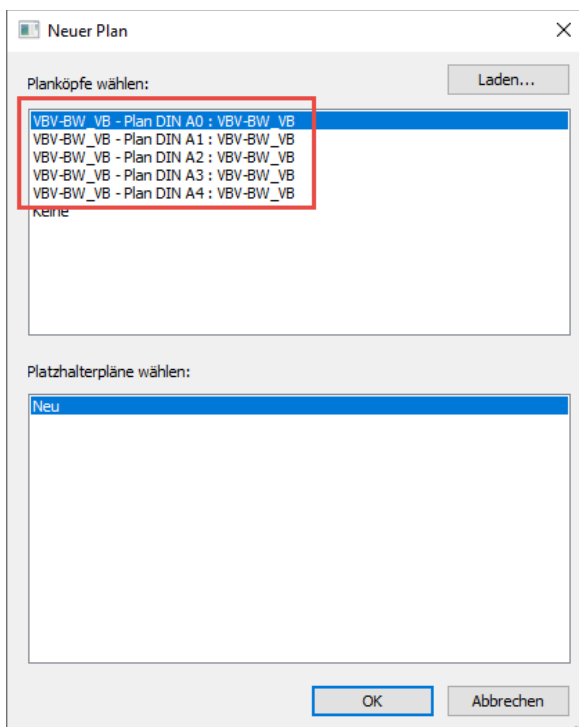 Neuer Plan
Planköpfe wählen:
Laden...
VBV-BW_VB - Plan DIN A0 : VBV-BW_VB
VBV-BW_VB - Plan DIN A1 : VBV-BW_VB
VBV-BW_VB - Plan DIN A2 : VBV-BW_VB
VBV-BW_VB - Plan DIN A3 : VBV-BW_VB
VBV-BW_VB - Plan DIN A4 : VBV-BW_VB
Keine
Platzhalterpläne wählen:
Neu
OK
Abbrechen